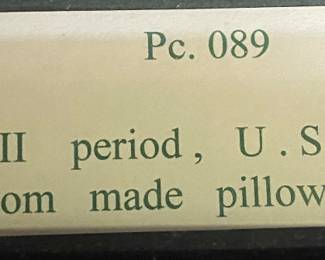 Pc. 089
II period, U.S
om made pillow